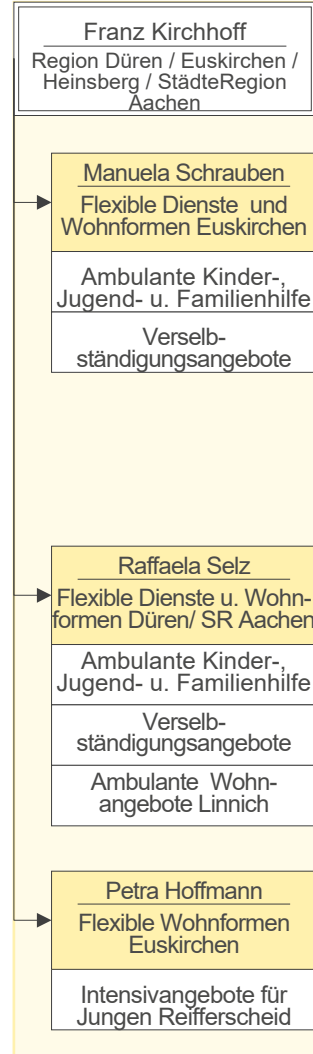 Franz Kirchhoff
Region Düren / Euskirchen /
Heinsberg / StädteRegion
Aachen
Manuela Schrauben
Flexible Dienste und
Wohnformen Euskirchen
Ambulante Kinder-,
Jugend- u. Familienhilfe
Verselb-
ständigungsangebote
Raffaela Selz
Flexible Dienste u. Wohn-
formen Düren/ SR Aachen
Ambulante Kinder-,
Jugend- u. Familienhilfe
Verselb-
ständigungsangebote
Ambulante Wohn-
angebote Linnich
Petra Hoffmann
Flexible Wohnformen
Euskirchen
Intensivangebote für
Jungen Reifferscheid